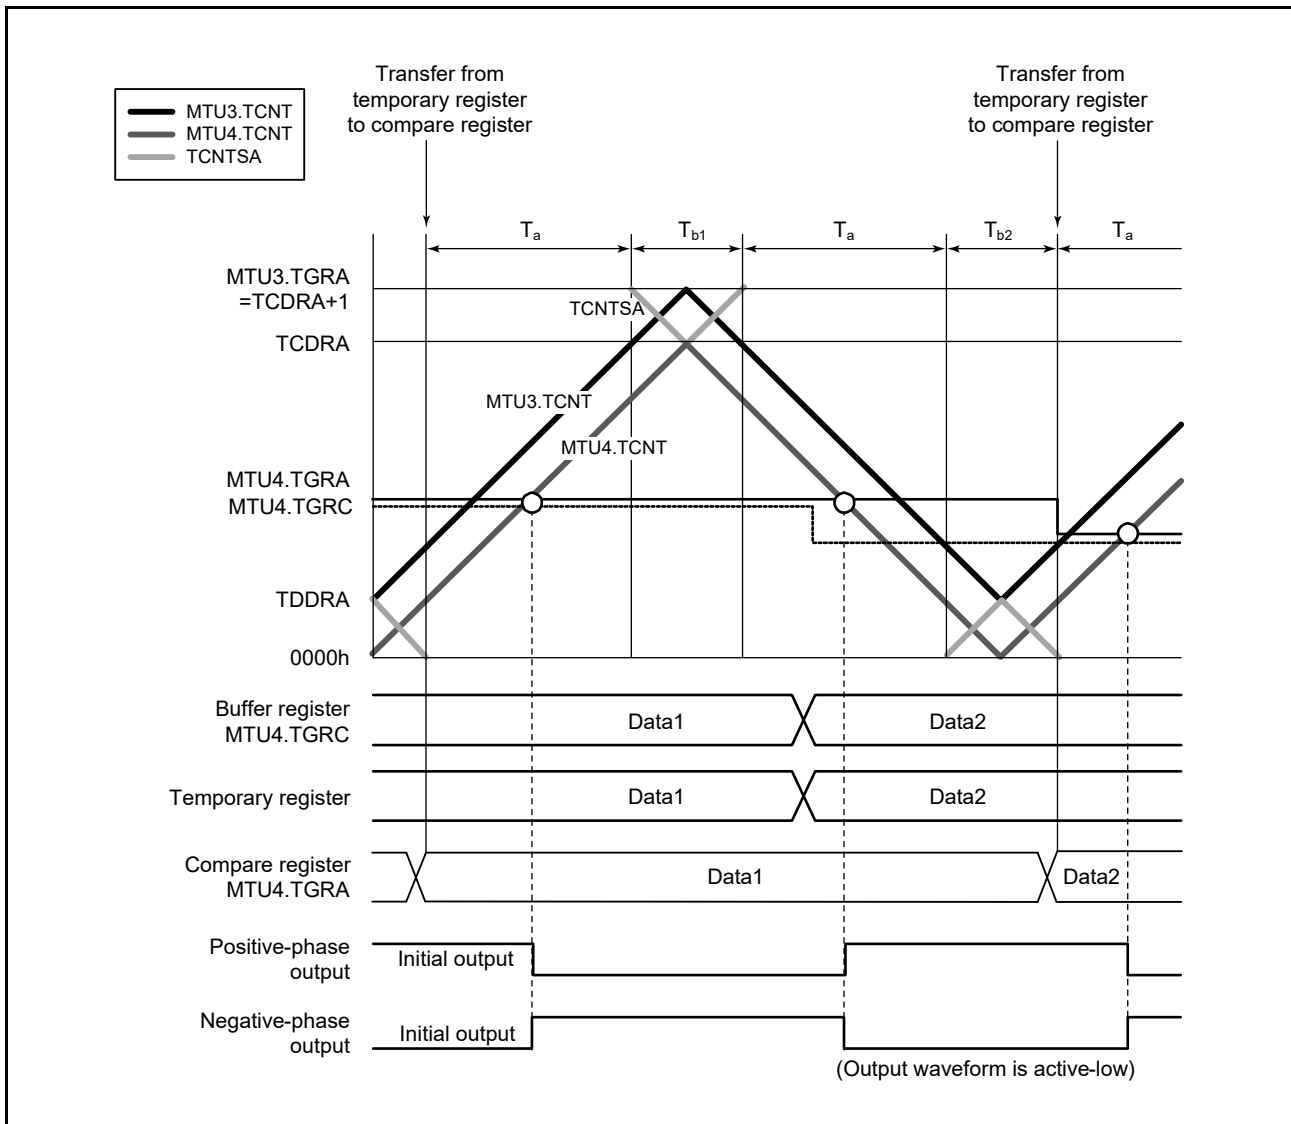 Transfer from
temporary register
to compare register
Transfer from
temporary register
to compare register
MTU3.TCNT
MTU4.TCNT
TCNTSA
Ta
Tb1
Ta
Tb2
Ta
MTU3.TGRA
=TCDRA+1
TCNTSA
TCDRA
MTU3.TCNT
MTU4.TCNT
MTU4.TGRA
MTU4.TGRC
TDDRA
0000h
Buffer register
MTU4.TGRC
Data1
Data2
Temporary register
Data1
Data2
Compare register
MTU4.TGRA
Data1
Data2
Positive-phase
output
Initial output
Negative-phase
output
Initial output
(Output waveform is active-low)